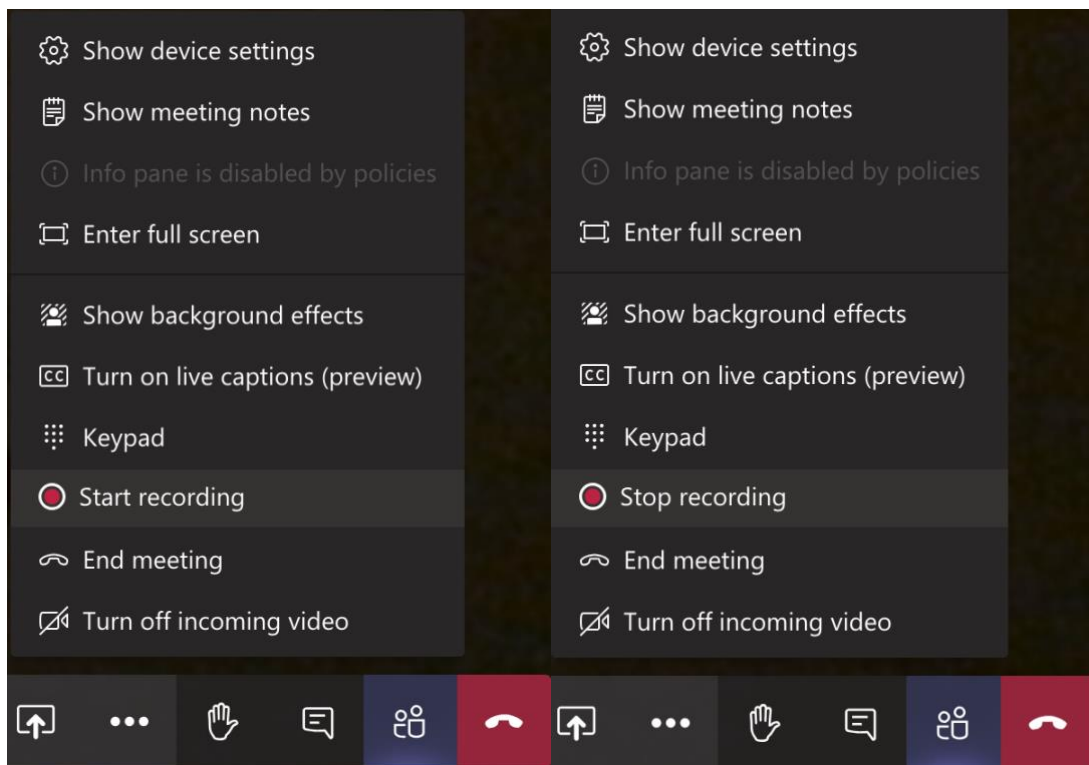 Show device settings
Show meeting notes
Info pane is disabled by policies
Enter full screen
Show background effects
CC Turn on live captions (preview)
Keypad
Start recording
End meeting
Turn off incoming video
Show device settings
Show meeting notes
Info pane is disabled by policies
Enter full screen
Show background effects
CC Turn on live captions (preview)
Keypad
Stop recording
End meeting
Turn off incoming video